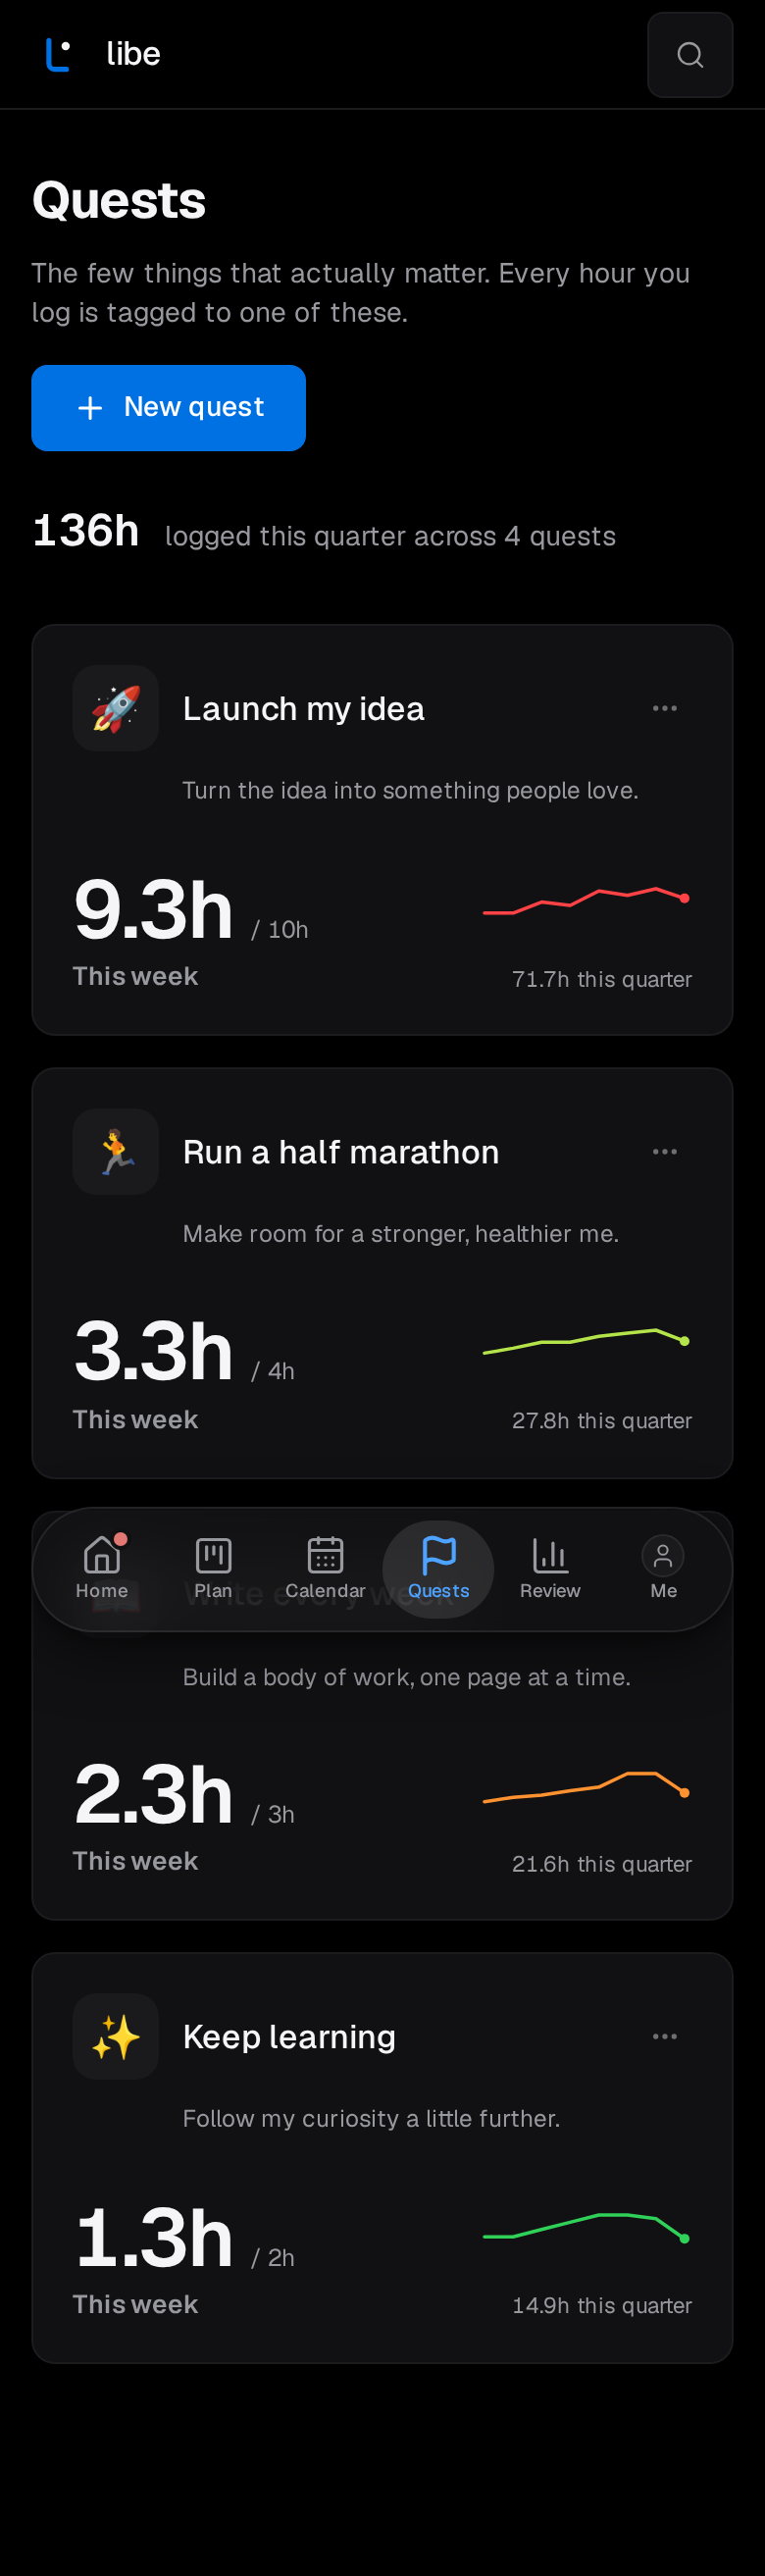 libe
Quests
The few things that actually matter. Every hour you
log is tagged to one of these.
New quest
136h logged this quarter across 4 quests
Launch my idea
Turn the idea into something people love.
9.3h / 10h
This week
71.7h this quarter
Run a half marathon
Make room for a stronger, healthier me.
3.3h / 4h
This week
27.8h this quarter
Write every week
Home Plan Calendar Quests Review Me
Build a body of work, one page at a time.
2.3h / 3h
This week
21.6h this quarter
Keep learning
Follow my curiosity a little further.
1.3h / 2h
This week
14.9h this quarter